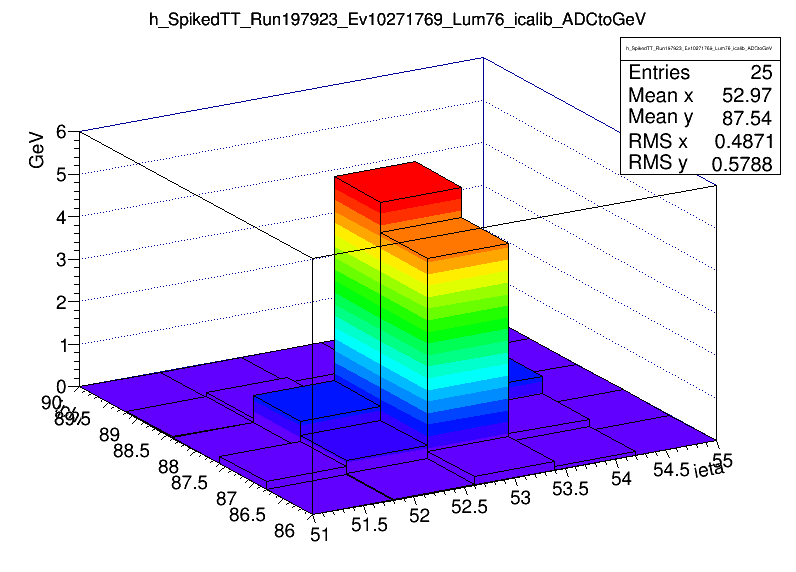 h_SpikedTT_Run197923_Ev10271769_Lum76_icalib_ADCtoGeV
h_SpikedTT_Run197923_Ev10271769_Lum76_icalib_ADCtoGeV
Entries 25
Mean x 52.97
Mean y 87.54
RMS x 0.4871
RMS y 0.5788
GeV
6
5
4
3
2
1
0
90
89.5
89
88.5
88
87.5
87
86.5
86
51
51.5
52
52.5
53
53.5
54
54.5
55
ieta